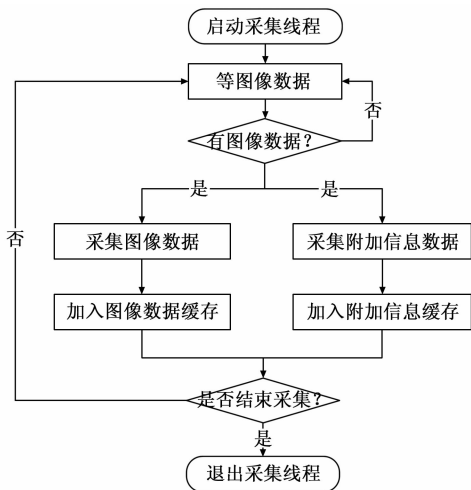 启动采集线程
等图像数据
否
有图像数据?
是
是
采集图像数据
采集附加信息数据
否
加入图像数据缓存
加入附加信息缓存
是否结束采集?
是
退出采集线程